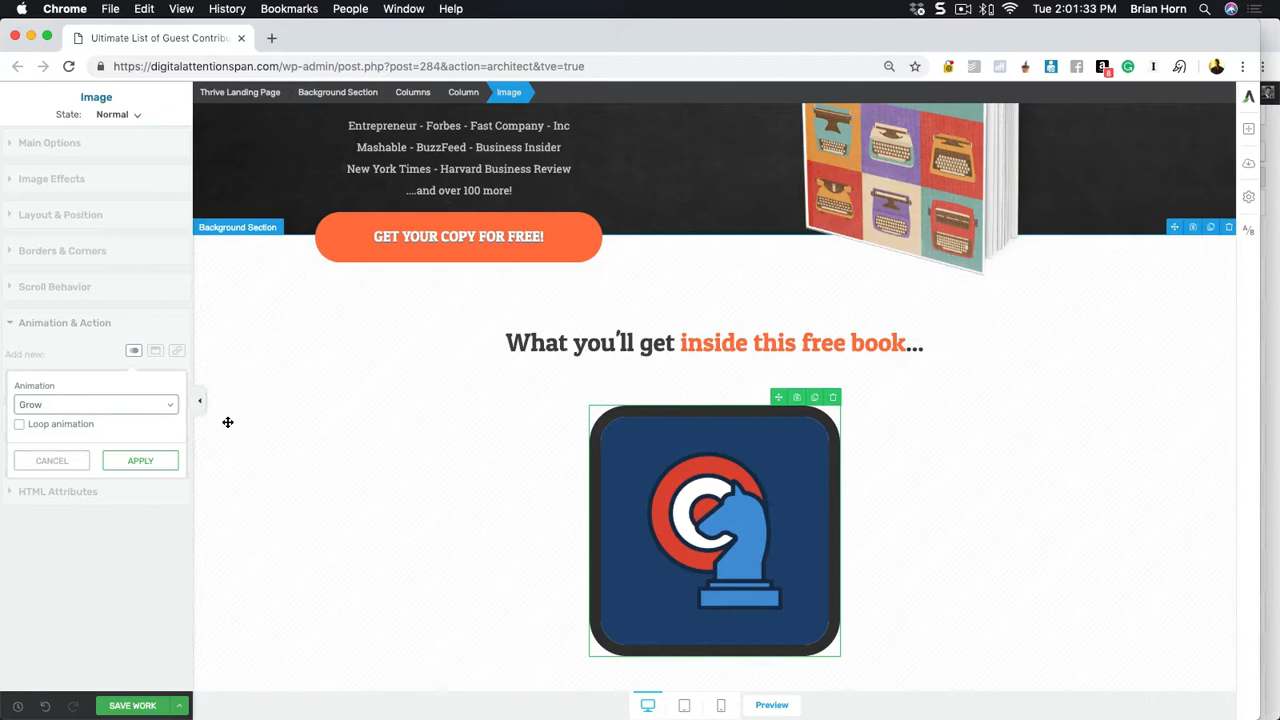 Chrome File Edit View History Bookmarks People Window Help Tue 2:01:33 PM Brian Horn
Ultimate List of Guest Contribu
https://digitalattentionspan.com/wp-admin/post.php?post=284&action=architect&tve=true
8
Image
State: Normal
Main Options
Image Effects
Layout & Position
Borders & Corners
Scroll Behavior
Animation & Action
Add new:
Animation
Grow
Loop animation
CANCEL APPLY
HTML Attributes
SAVE WORK
Thrive Landing Page Background Section Columns Column Image
Entrepreneur - Forbes - Fast Company - Inc
Mashable - BuzzFeed - Business Insider
New York Times - Harvard Business Review
....and over 100 more!
Background Section
GET YOUR COPY FOR FREE!
What you'll get inside this free book...
Preview
A/B